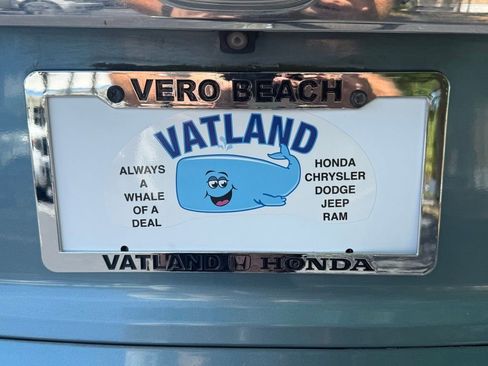 VERO BEACH
VATLAND
ALWAYS
A
WHALE
OF A
DEAL
HONDA
CHRYSLER
DODGE
JEEP
RAM
VATLAND HONDA